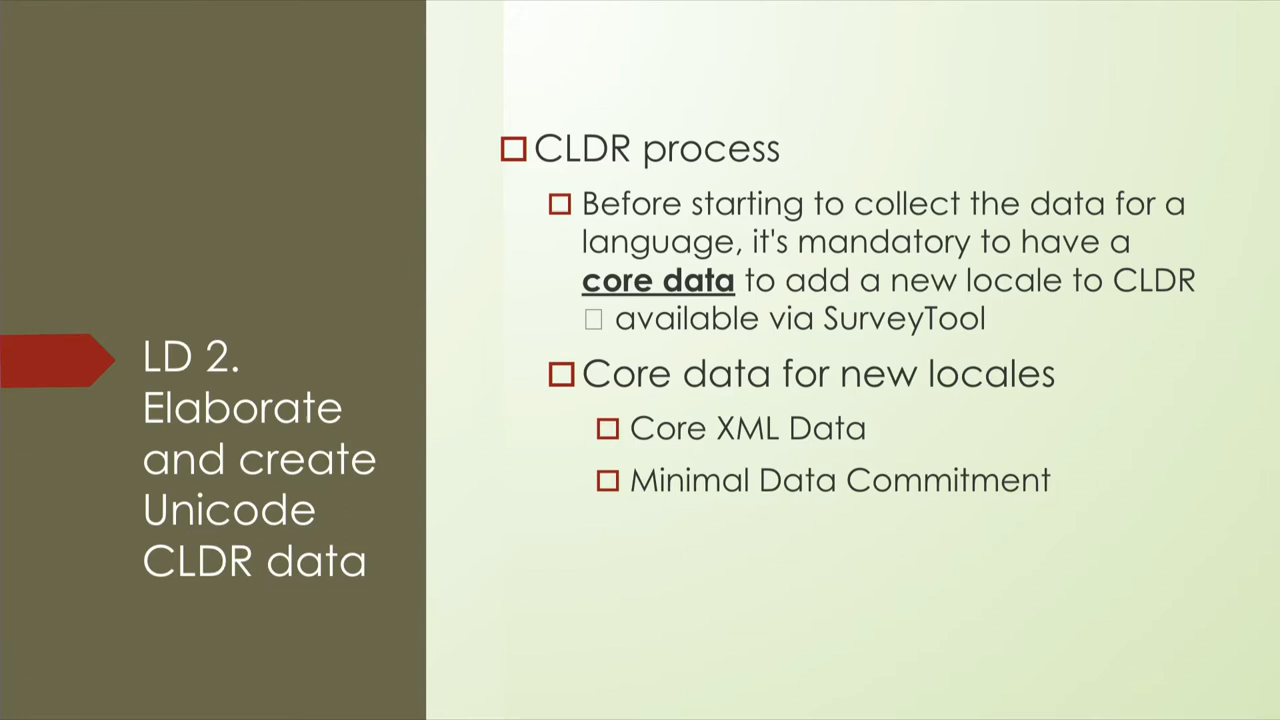 LD 2.
Elaborate
and create
Unicode
CLDR data
CLDR process
Before starting to collect the data for a
language, it's mandatory to have a
core data to add a new locale to CLDR
□ available via SurveyTool
Core data for new locales
Core XML Data
Minimal Data Commitment